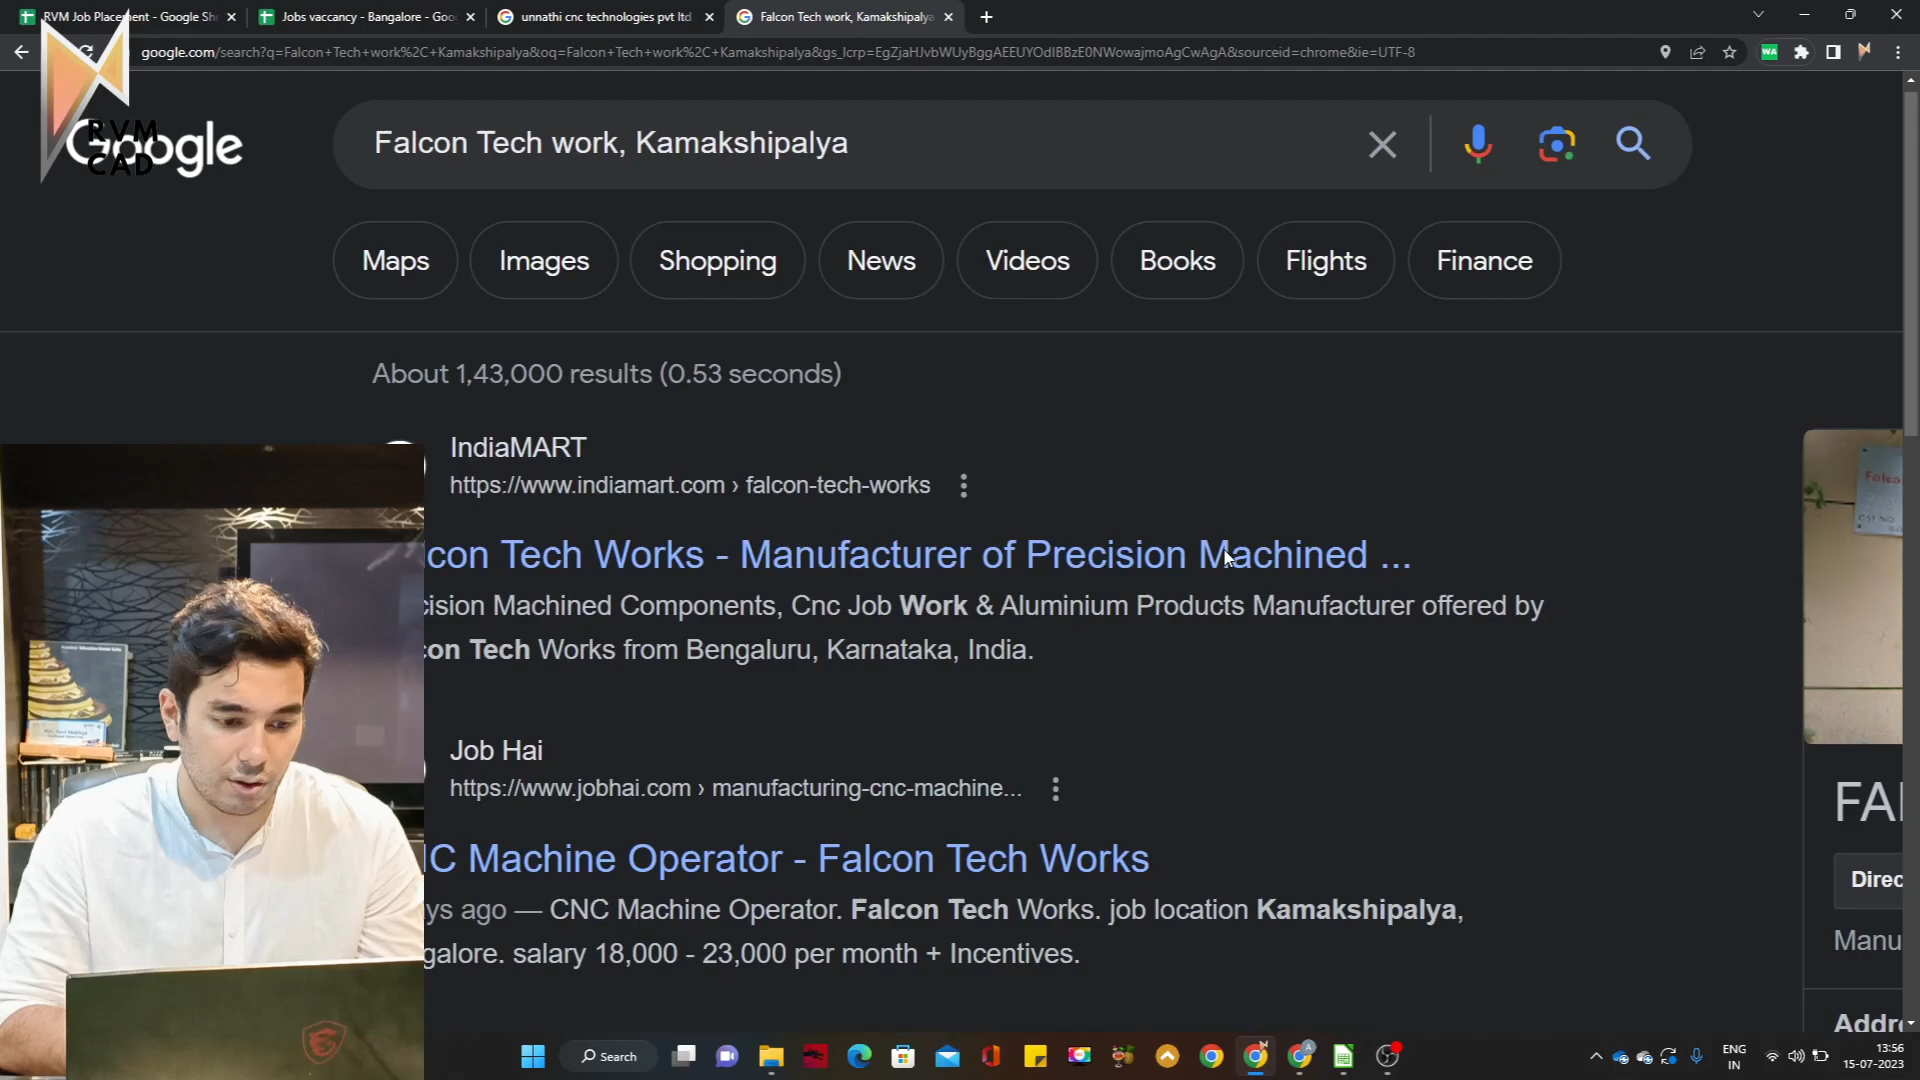 RVM Job Placement - Google She
Jobs vaccancy - Bangalore - Goo
unnathi cnc technologies pvt ltd
Falcon Tech work, Kamakshipalya
google.com/search?q=Falcon+Tech+work%2C+Kamakshipalya&oq=Falcon+Tech+work%2C+Kamakshipalya&gs_lcrp=EgZjaHJvbWUyBggAEEUYOdIBBzE0NWowajmoAgCwAgA&sourceid=chrome&ie=UTF-8
RVM
CAD
Google
Falcon Tech work, Kamakshipalya
Maps
Images
Shopping
News
Videos
Books
Flights
Finance
About 1,43,000 results (0.53 seconds)
IndiaMART
https://www.indiamart.com › falcon-tech-works
con Tech Works - Manufacturer of Precision Machined ...
cision Machined Components, Cnc Job Work & Aluminium Products Manufacturer offered by
con Tech Works from Bengaluru, Karnataka, India.
Job Hai
https://www.jobhai.com › manufacturing-cnc-machine...
IC Machine Operator - Falcon Tech Works
ys ago — CNC Machine Operator. Falcon Tech Works. job location Kamakshipalya,
galore. salary 18,000 - 23,000 per month + Incentives.
Falco
FAL
Direc
Manu
Addre
Search
ENG
IN
13:56
15-07-2023